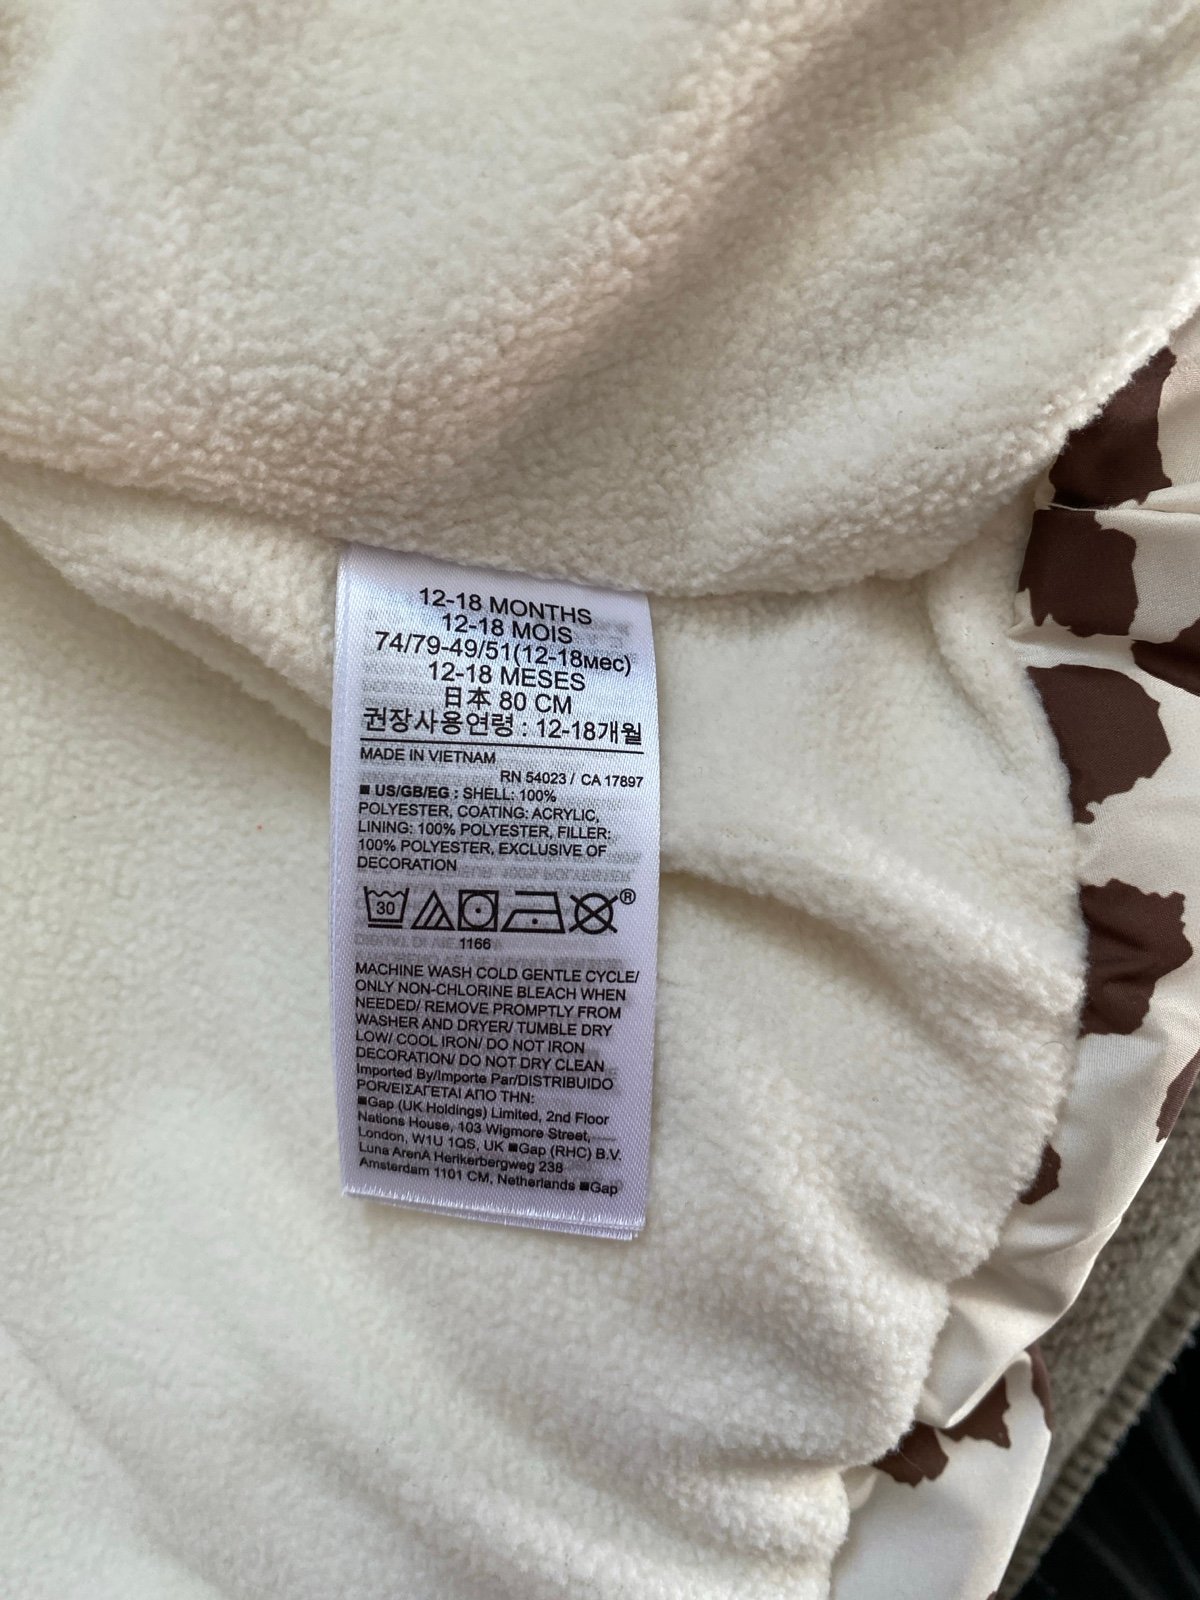 12-18 MONTHS
12-18 MOIS
74/79-49/51(12-18мес)
12-18 MESES
日本 80 CM
권장사용연령 : 12-18개월
MADE IN VIETNAM
RN 54023 / CA 17897
■ US/GB/EG : SHELL: 100%
POLYESTER, COATING: ACRYLIC,
LINING: 100% POLYESTER, FILLER:
100% POLYESTER, EXCLUSIVE OF
DECORATION
30 ®
1166
MACHINE WASH COLD GENTLE CYCLE/
ONLY NON-CHLORINE BLEACH WHEN
NEEDED/ REMOVE PROMPTLY FROM
WASHER AND DRYER/ TUMBLE DRY
LOW/ COOL IRON/ DO NOT IRON
DECORATION/ DO NOT DRY CLEAN
Imported By/Importe Par/DISTRIBUIDO
POR/ΕΙΣΑΓΕΤΑΙ ΑΠΟ ΤΗΝ:
■Gap (UK Holdings) Limited, 2nd Floor
Nations House, 103 Wigmore Street,
London, W1U 1QS, UK ■Gap (RHC) B.V.
Luna ArenA Herikerbergweg 238
Amsterdam 1101 CM, Netherlands ■Gap